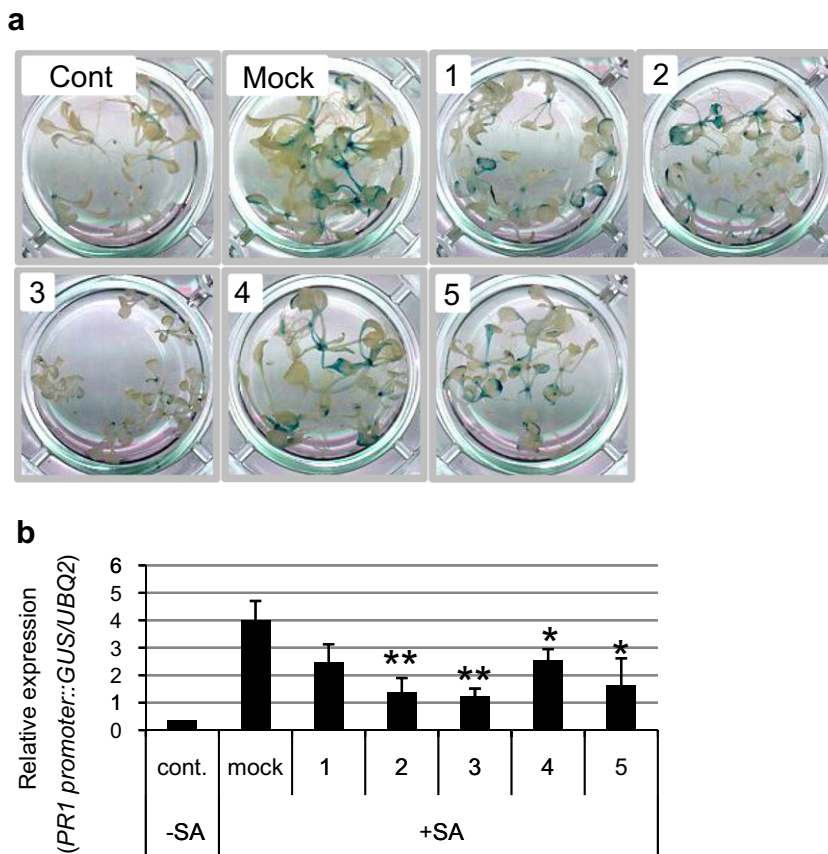 a
Cont
Mock
1
2
3
4
5
b
Relative expression
(PR1 promoter::GUS/UBQ2)
6
5
4
3
2
1
0
** ** * *
cont. mock 1 2 3 4 5
-SA +SA